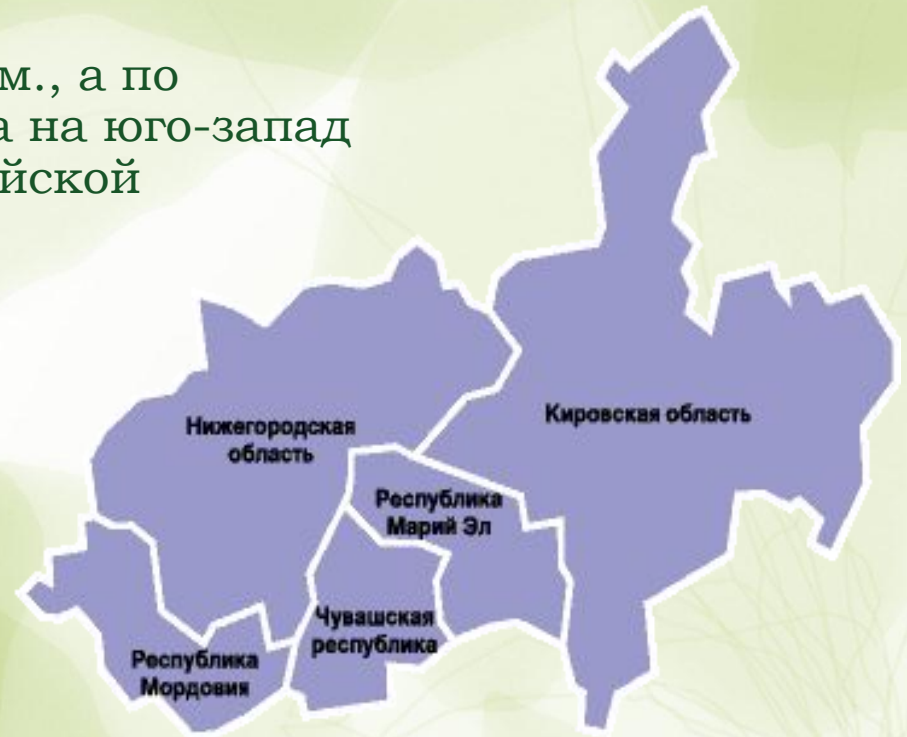 м., а по
а на юго-запад
йской
Нижегородская
область
Кировская область
Республика
Марий Эл
Чувашская
республика
Республика
Мордовия